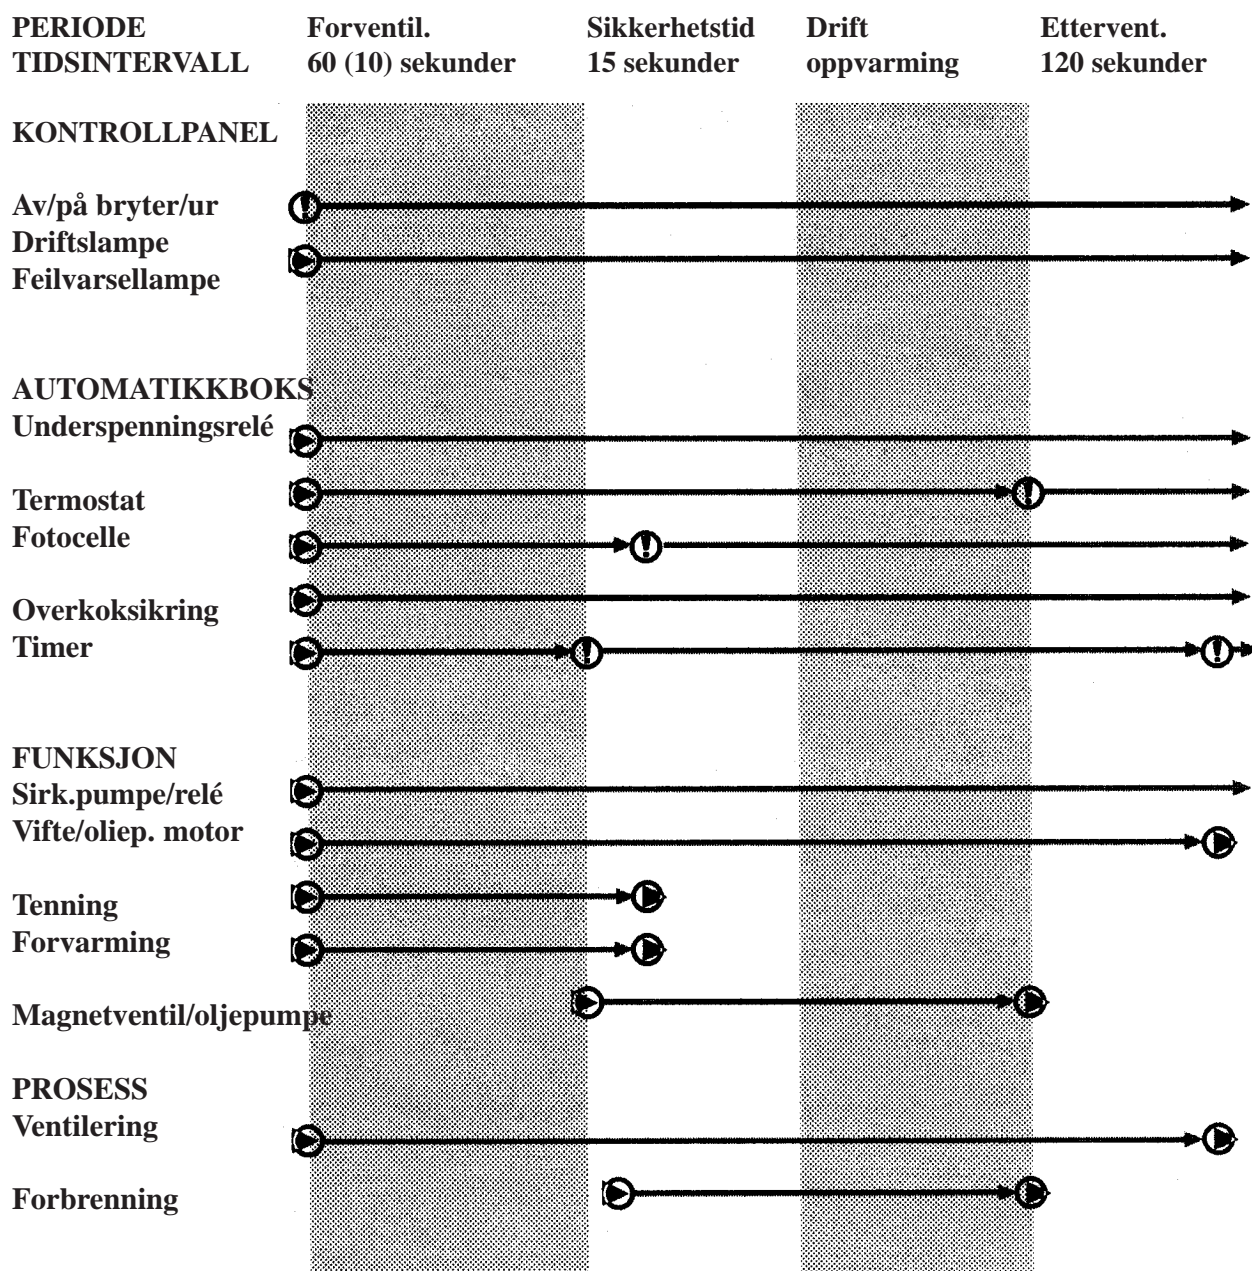 PERIODE Forventil. Sikkerhetstid Drift Ettervent.
TIDSINTERVALL 60 (10) sekunder 15 sekunder oppvarming 120 sekunder
KONTROLLPANEL
Av/på bryter/ur
Driftslampe
Feilvarsellampe
AUTOMATIKKBOKS
Underspenningsrelé
Termostat
Fotocelle
Overkoksikring
Timer
FUNKSJON
Sirk.pumpe/relé
Vifte/oliep. motor
Tenning
Forvarming
Magnetventil/oljepumpe
PROSESS
Ventilering
Forbrenning